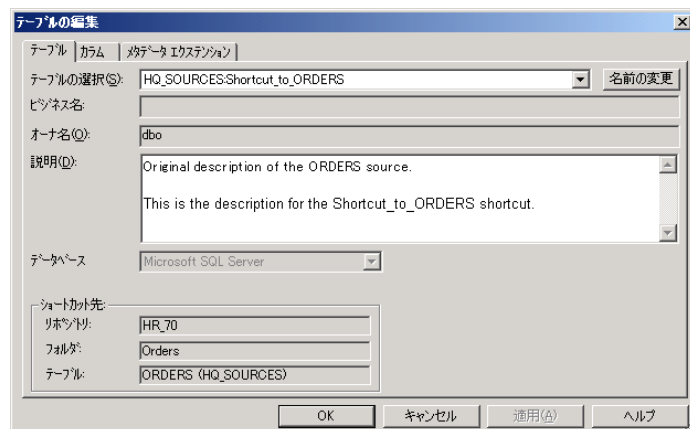 テーブルの編集
テーブル カラム メタデータ エクステンション
テーブルの選択(S): HQ_SOURCES:Shortcut_to_ORDERS 名前の変更
ビジネス名:
オーナ名(O): dbo
説明(D): Original description of the ORDERS source.
This is the description for the Shortcut_to_ORDERS shortcut.
データベース Microsoft SQL Server
ショートカット先:
リポジトリ: HR_70
フォルダ: Orders
テーブル: ORDERS (HQ_SOURCES)
OK キャンセル 適用(A) ヘルプ